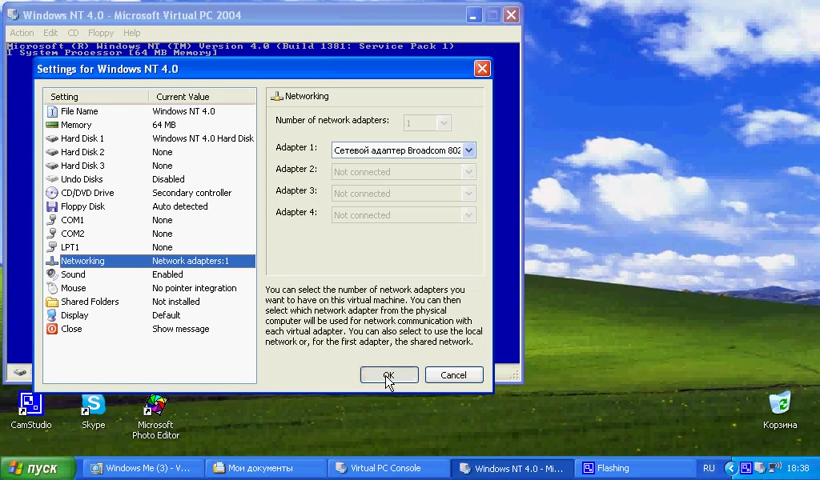 Windows NT 4.0 - Microsoft Virtual PC 2004
Action Edit CD Floppy Help
Microsoft (R) Windows NT (TM) Version 4.0 (Build 1381: Service Pack 1)
1 System Processor [64 MB Memory]
Settings for Windows NT 4.0
Setting Current Value
File Name Windows NT 4.0
Memory 64 MB
Hard Disk 1 Windows NT 4.0 Hard Disk
Hard Disk 2 None
Hard Disk 3 None
Undo Disks Disabled
CD/DVD Drive Secondary controller
Floppy Disk Auto detected
COM1 None
COM2 None
LPT1 None
Networking Network adapters:1
Sound Enabled
Mouse No pointer integration
Shared Folders Not installed
Display Default
Close Show message
Networking
Number of network adapters: 1
Adapter 1: Сетевой адаптер Broadcom 802
Adapter 2: Not connected
Adapter 3: Not connected
Adapter 4: Not connected
You can select the number of network adapters you
want to have on this virtual machine. You can then
select which network adapter from the physical
computer will be used for network communication with
each virtual adapter. You can also select to use the local
network or, for the first adapter, the shared network.
OK Cancel
CamStudio
Skype
Microsoft
Photo Editor
Корзина
пуск
Windows Me (3) - V...
Мои документы
Virtual PC Console
Windows NT 4.0 - Mi...
Flashing
RU
18:38